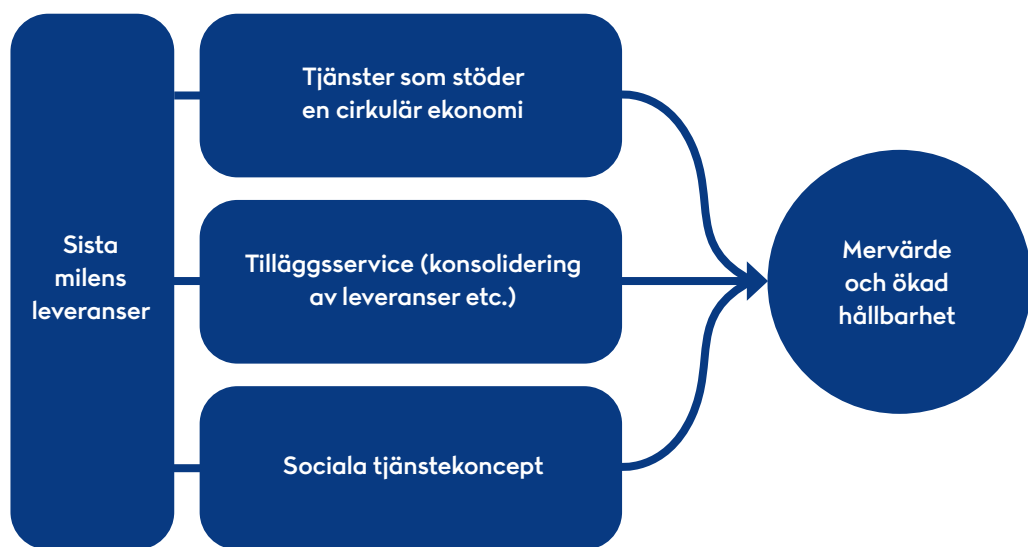 Sista
milens
leveranser
Tjänster som stöder
en cirkulär ekonomi
Tilläggsservice (konsolidering
av leveranser etc.)
Sociala tjänstekoncept
Mervärde
och ökad
hållbarhet